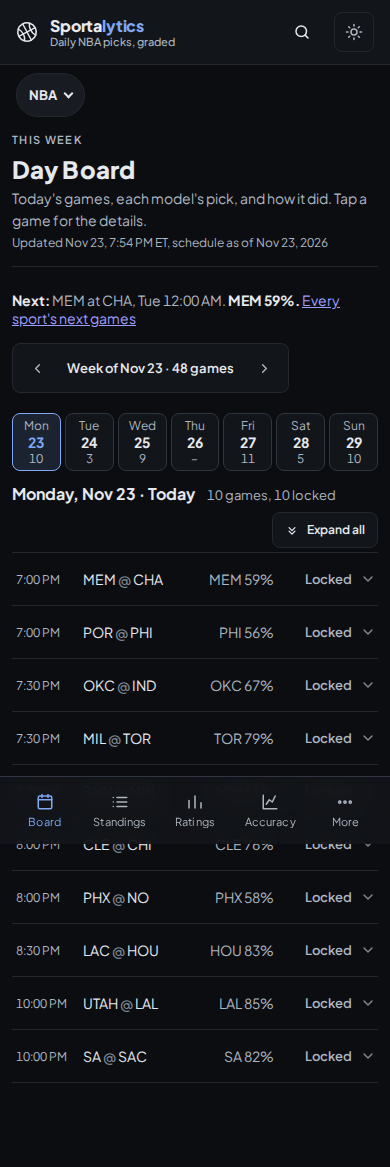 Sportalytics
Daily NBA picks, graded
NBA
THIS WEEK
Day Board
Today's games, each model's pick, and how it did. Tap a
game for the details.
Updated Nov 23, 7:54 PM ET, schedule as of Nov 23, 2026
Next: MEM at CHA, Tue 12:00 AM. MEM 59%. Every
sport's next games
Week of Nov 23 · 48 games
Mon Tue Wed Thu Fri Sat Sun
23 24 25 26 27 28 29
10 3 9 – 11 5 10
Monday, Nov 23 · Today 10 games, 10 locked
Expand all
7:00 PM MEM @ CHA MEM 59% Locked
7:00 PM POR @ PHI PHI 56% Locked
7:30 PM OKC @ IND OKC 67% Locked
7:30 PM MIL @ TOR TOR 79% Locked
Board Standings Ratings Accuracy More
8:00 PM CLE @ CHI CLE 76% Locked
8:00 PM PHX @ NO PHX 58% Locked
8:30 PM LAC @ HOU HOU 83% Locked
10:00 PM UTAH @ LAL LAL 85% Locked
10:00 PM SA @ SAC SA 82% Locked